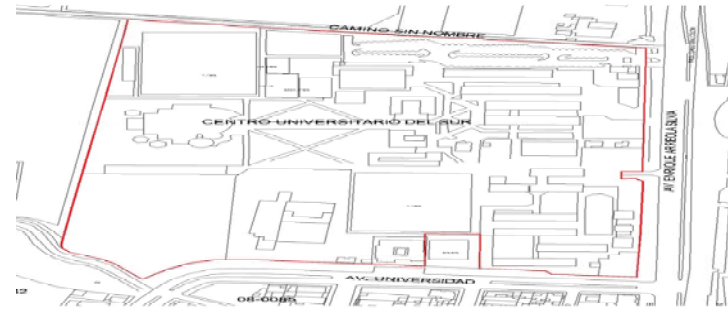 CAMINO SIN NOMBRE
CENTRO UNIVERSITARIO DEL SUR
AV ENRIQUE ARREOLA SILVA
AV. UNIVERSIDAD
08-0085